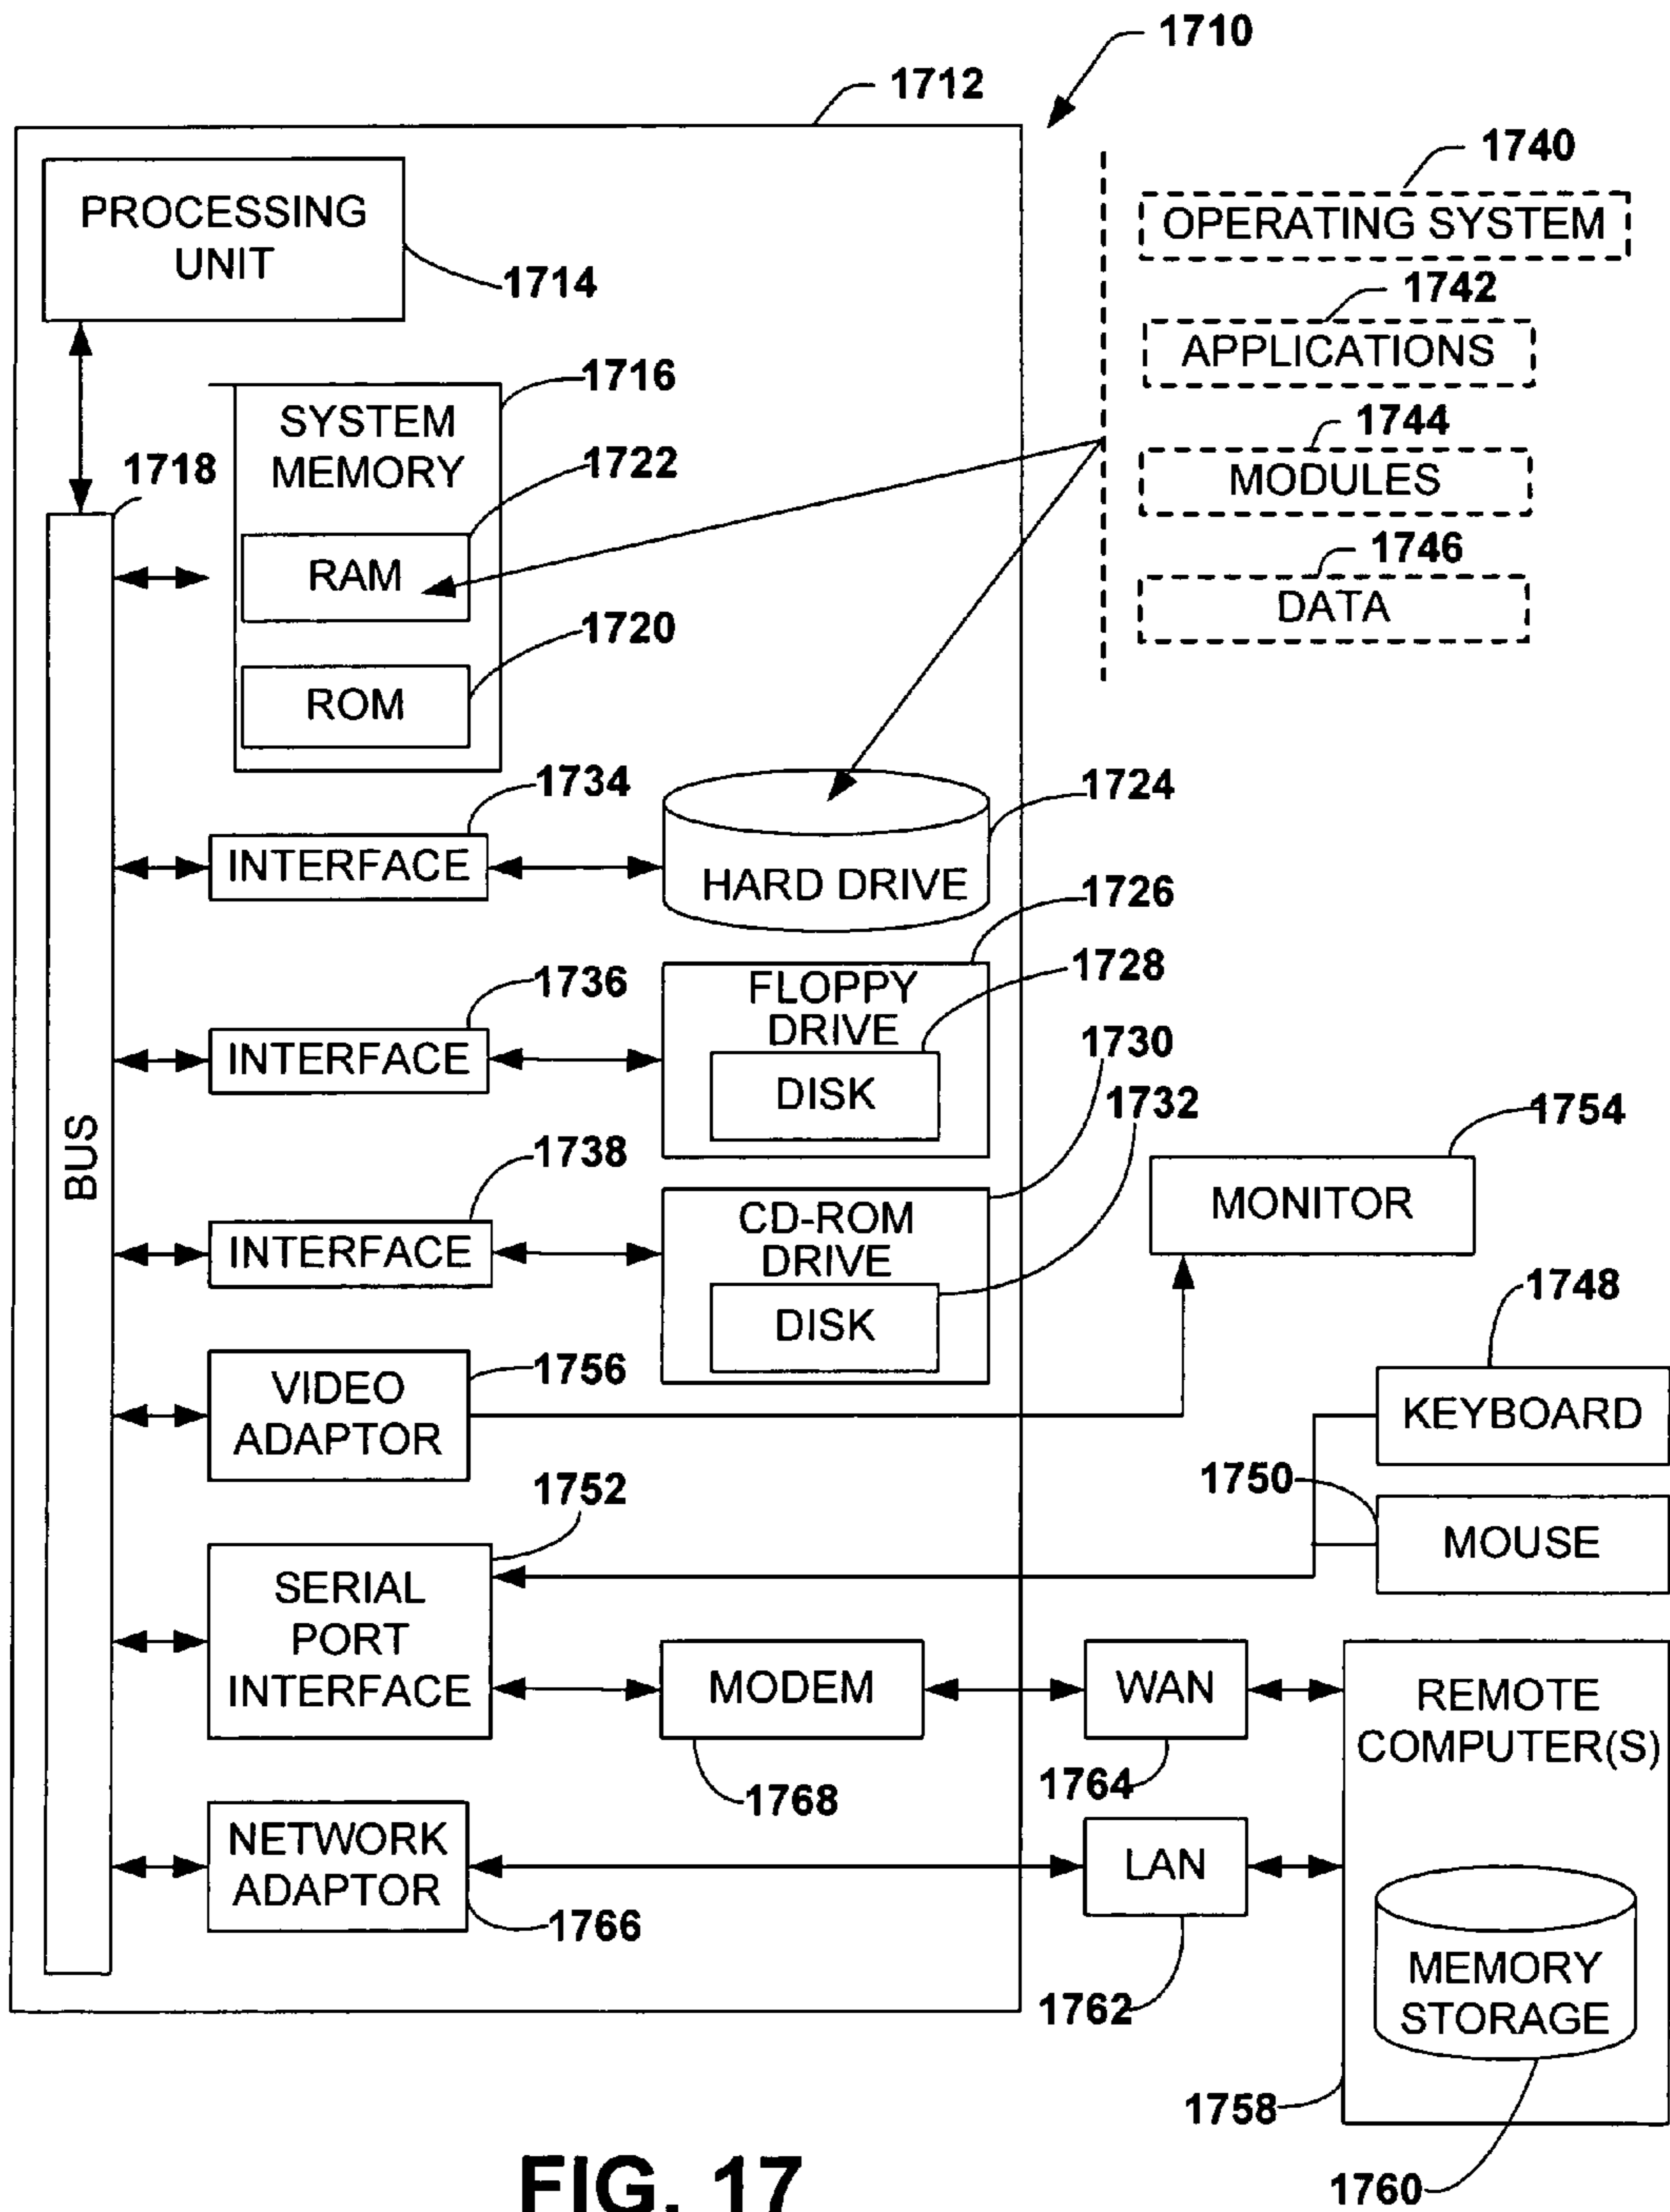 1710
1712
1740
PROCESSING
UNIT
OPERATING SYSTEM
1714
1742
APPLICATIONS
1716
SYSTEM
MEMORY
1744
1718
1722
MODULES
1746
RAM
DATA
1720
ROM
1734
1724
INTERFACE
HARD DRIVE
1726
1736
FLOPPY
DRIVE
1728
INTERFACE
1730
DISK
1732
1754
BUS
1738
MONITOR
CD-ROM
DRIVE
INTERFACE
1748
DISK
1756
VIDEO
ADAPTOR
KEYBOARD
1752
1750
MOUSE
SERIAL
PORT
INTERFACE
MODEM
WAN
REMOTE
COMPUTER(S)
1764
1768
NETWORK
ADAPTOR
LAN
1766
MEMORY
STORAGE
1762
1758
FIG. 17
1760